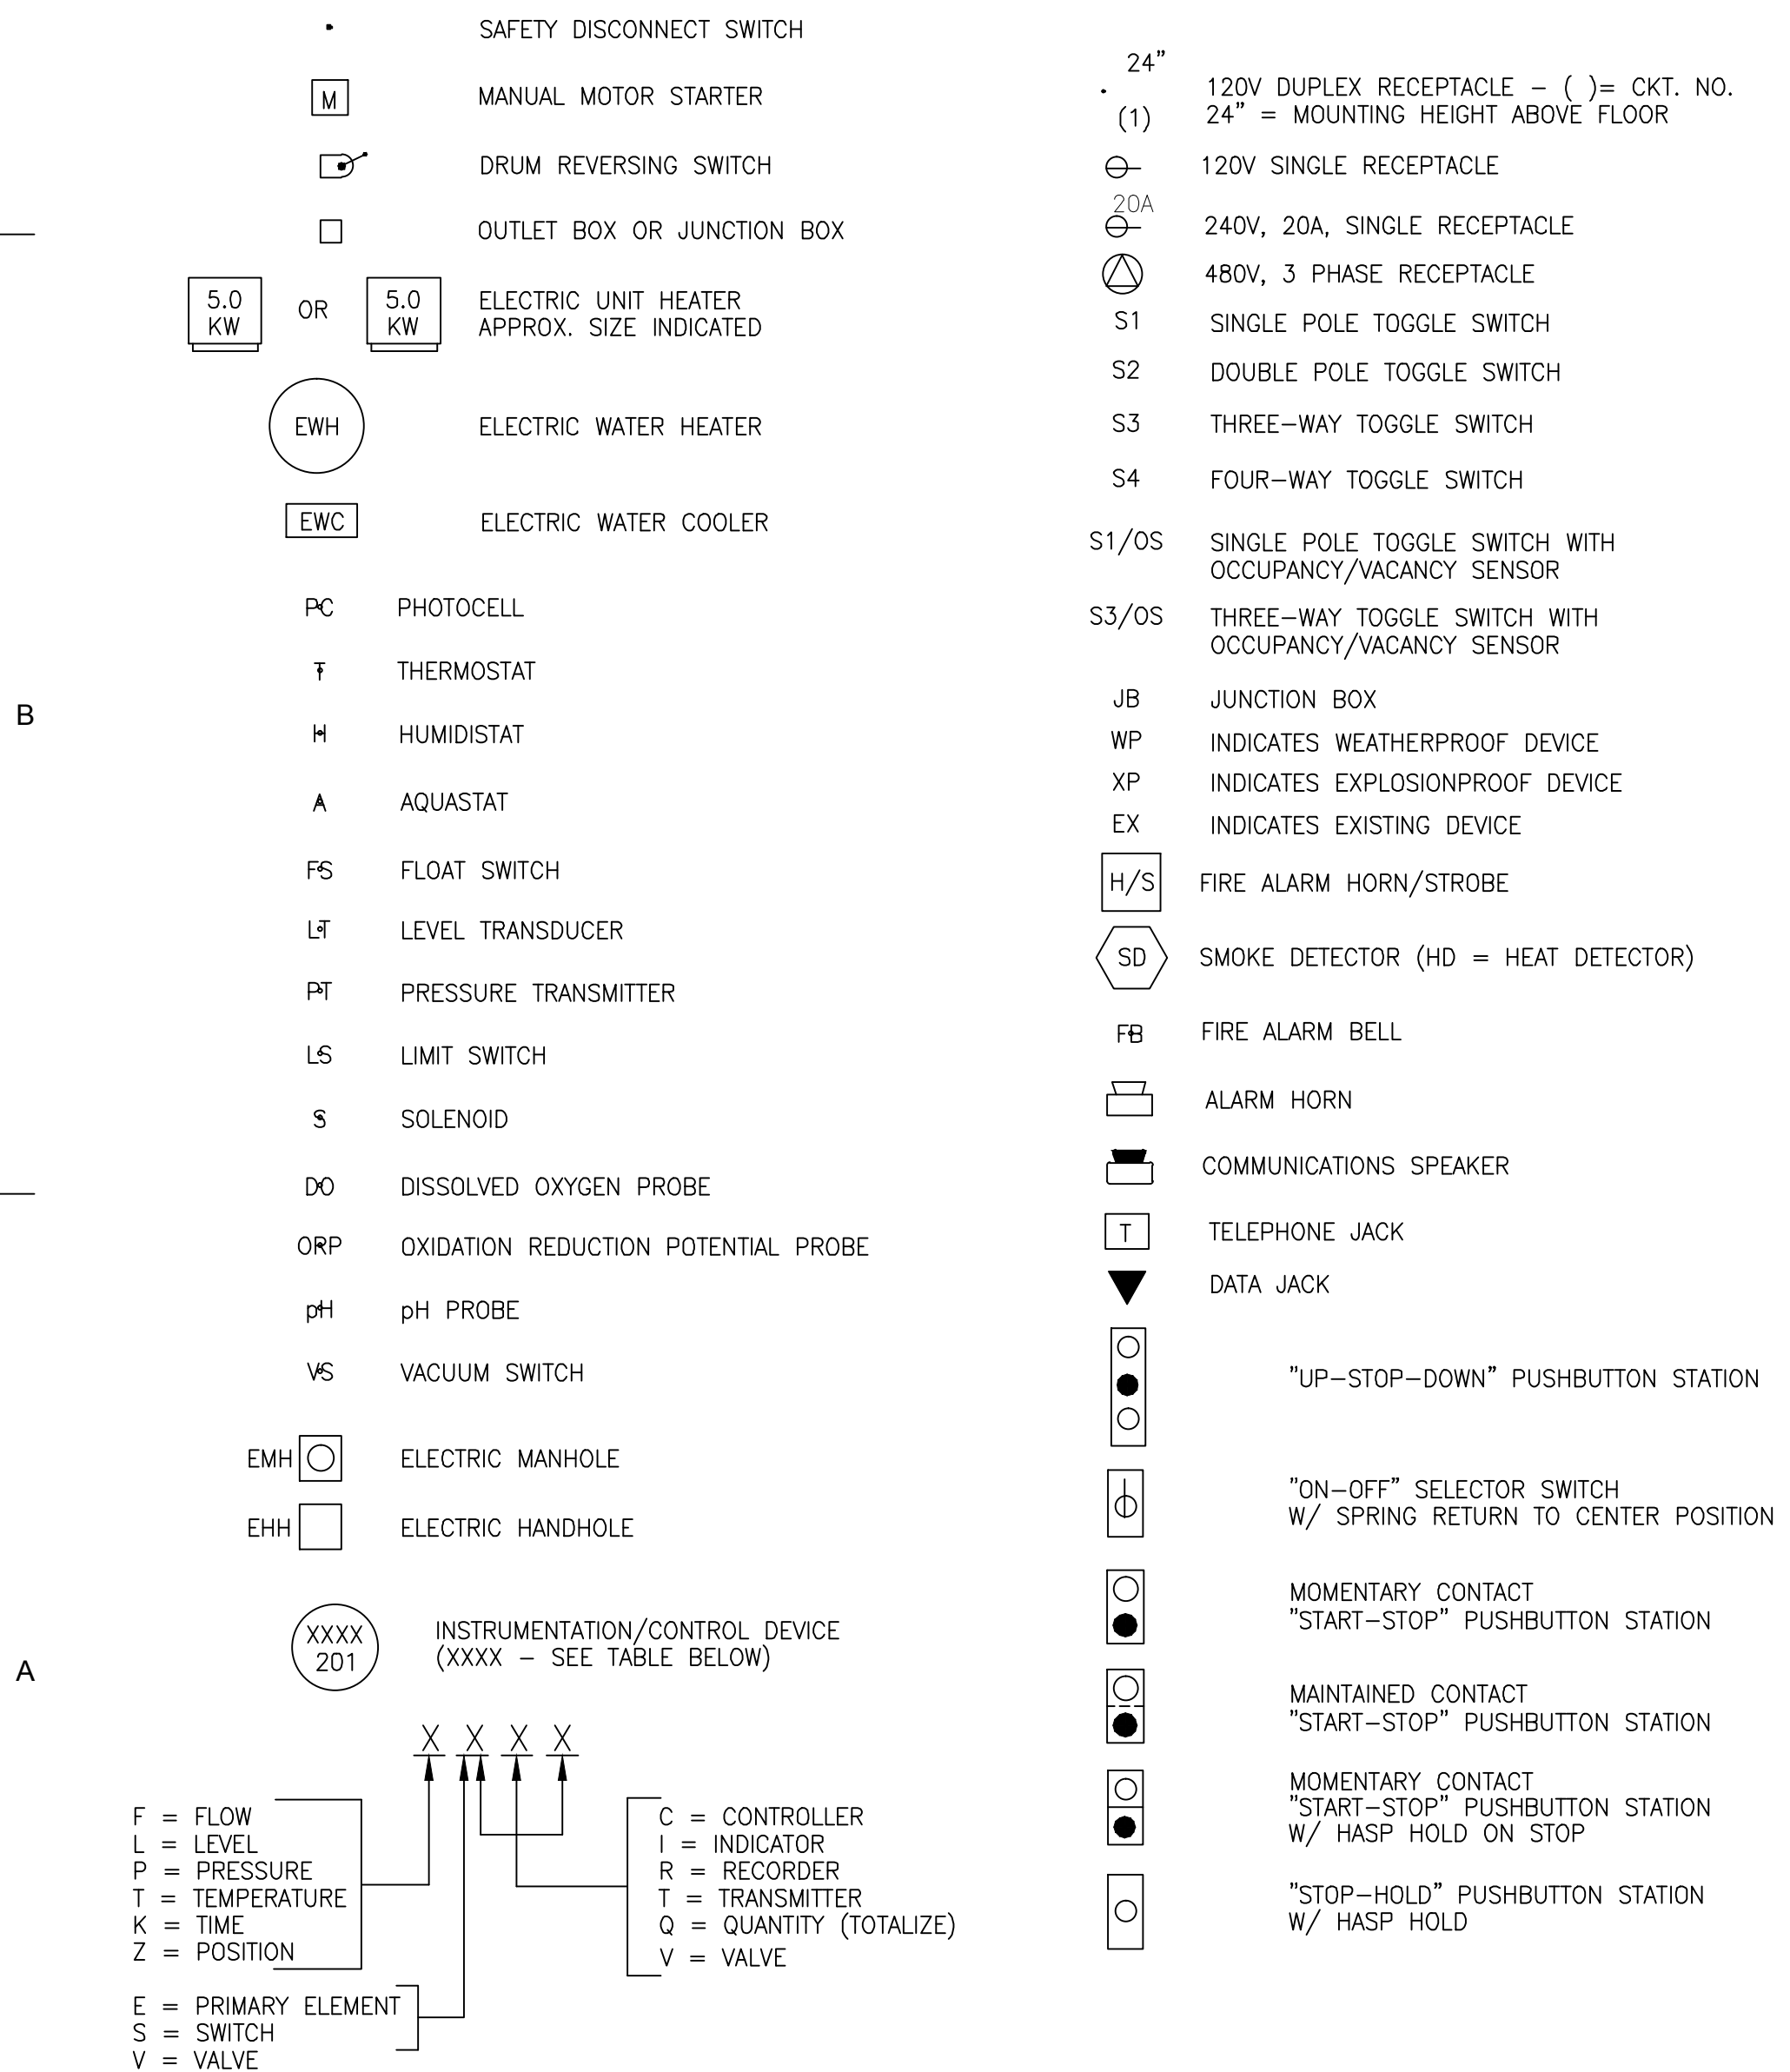 SAFETY DISCONNECT SWITCH
M MANUAL MOTOR STARTER
DRUM REVERSING SWITCH
OUTLET BOX OR JUNCTION BOX
5.0 KW OR 5.0 KW ELECTRIC UNIT HEATER
APPROX. SIZE INDICATED
EWH ELECTRIC WATER HEATER
EWC ELECTRIC WATER COOLER
PC PHOTOCELL
T THERMOSTAT
B
H HUMIDISTAT
A AQUASTAT
FS FLOAT SWITCH
LT LEVEL TRANSDUCER
PT PRESSURE TRANSMITTER
LS LIMIT SWITCH
S SOLENOID
DO DISSOLVED OXYGEN PROBE
ORP OXIDATION REDUCTION POTENTIAL PROBE
pH pH PROBE
VS VACUUM SWITCH
EMH ELECTRIC MANHOLE
EHH ELECTRIC HANDHOLE
A
XXXX
201
INSTRUMENTATION/CONTROL DEVICE
(XXXX – SEE TABLE BELOW)
X X X X
F = FLOW
L = LEVEL
P = PRESSURE
T = TEMPERATURE
K = TIME
Z = POSITION
E = PRIMARY ELEMENT
S = SWITCH
V = VALVE
C = CONTROLLER
I = INDICATOR
R = RECORDER
T = TRANSMITTER
Q = QUANTITY (TOTALIZE)
V = VALVE
24"
(1)
120V DUPLEX RECEPTACLE – ( )= CKT. NO.
24" = MOUNTING HEIGHT ABOVE FLOOR
120V SINGLE RECEPTACLE
20A
240V, 20A, SINGLE RECEPTACLE
480V, 3 PHASE RECEPTACLE
S1 SINGLE POLE TOGGLE SWITCH
S2 DOUBLE POLE TOGGLE SWITCH
S3 THREE–WAY TOGGLE SWITCH
S4 FOUR–WAY TOGGLE SWITCH
S1/OS SINGLE POLE TOGGLE SWITCH WITH
OCCUPANCY/VACANCY SENSOR
S3/OS THREE–WAY TOGGLE SWITCH WITH
OCCUPANCY/VACANCY SENSOR
JB JUNCTION BOX
WP INDICATES WEATHERPROOF DEVICE
XP INDICATES EXPLOSIONPROOF DEVICE
EX INDICATES EXISTING DEVICE
H/S FIRE ALARM HORN/STROBE
SD SMOKE DETECTOR (HD = HEAT DETECTOR)
FB FIRE ALARM BELL
ALARM HORN
COMMUNICATIONS SPEAKER
T TELEPHONE JACK
DATA JACK
"UP–STOP–DOWN" PUSHBUTTON STATION
"ON–OFF" SELECTOR SWITCH
W/ SPRING RETURN TO CENTER POSITION
MOMENTARY CONTACT
"START–STOP" PUSHBUTTON STATION
MAINTAINED CONTACT
"START–STOP" PUSHBUTTON STATION
MOMENTARY CONTACT
"START–STOP" PUSHBUTTON STATION
W/ HASP HOLD ON STOP
"STOP–HOLD" PUSHBUTTON STATION
W/ HASP HOLD